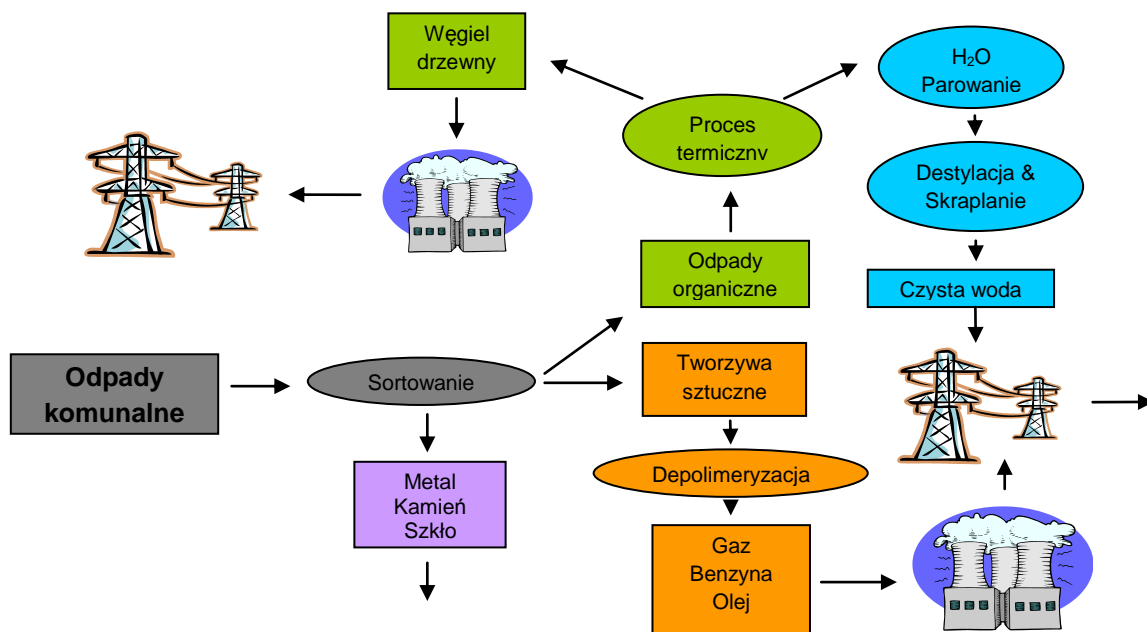 Węgiel
drzewny
H₂O
Parowanie
Proces
termiczny
Destylacja &
Skraplanie
Odpady
organiczne
Czysta woda
Odpady
komunalne
Sortowanie
Tworzywa
sztuczne
Metal
Kamień
Szkło
Depolimeryzacja
Gaz
Benzyna
Olej